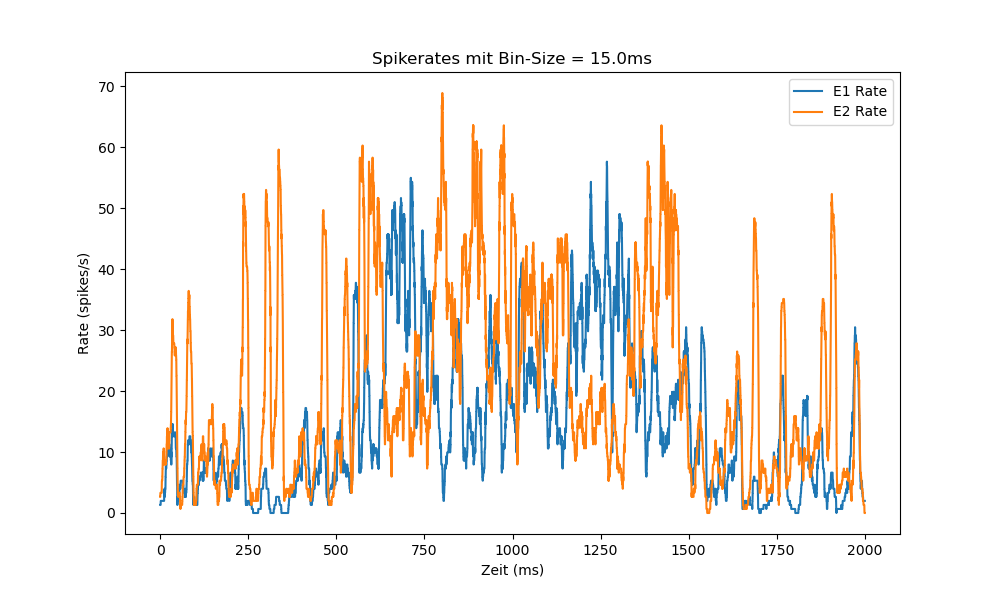 Spikerates mit Bin-Size = 15.0ms
E1 Rate
E2 Rate
Rate (spikes/s)
70
60
50
40
30
20
10
0
0 250 500 750 1000 1250 1500 1750 2000
Zeit (ms)